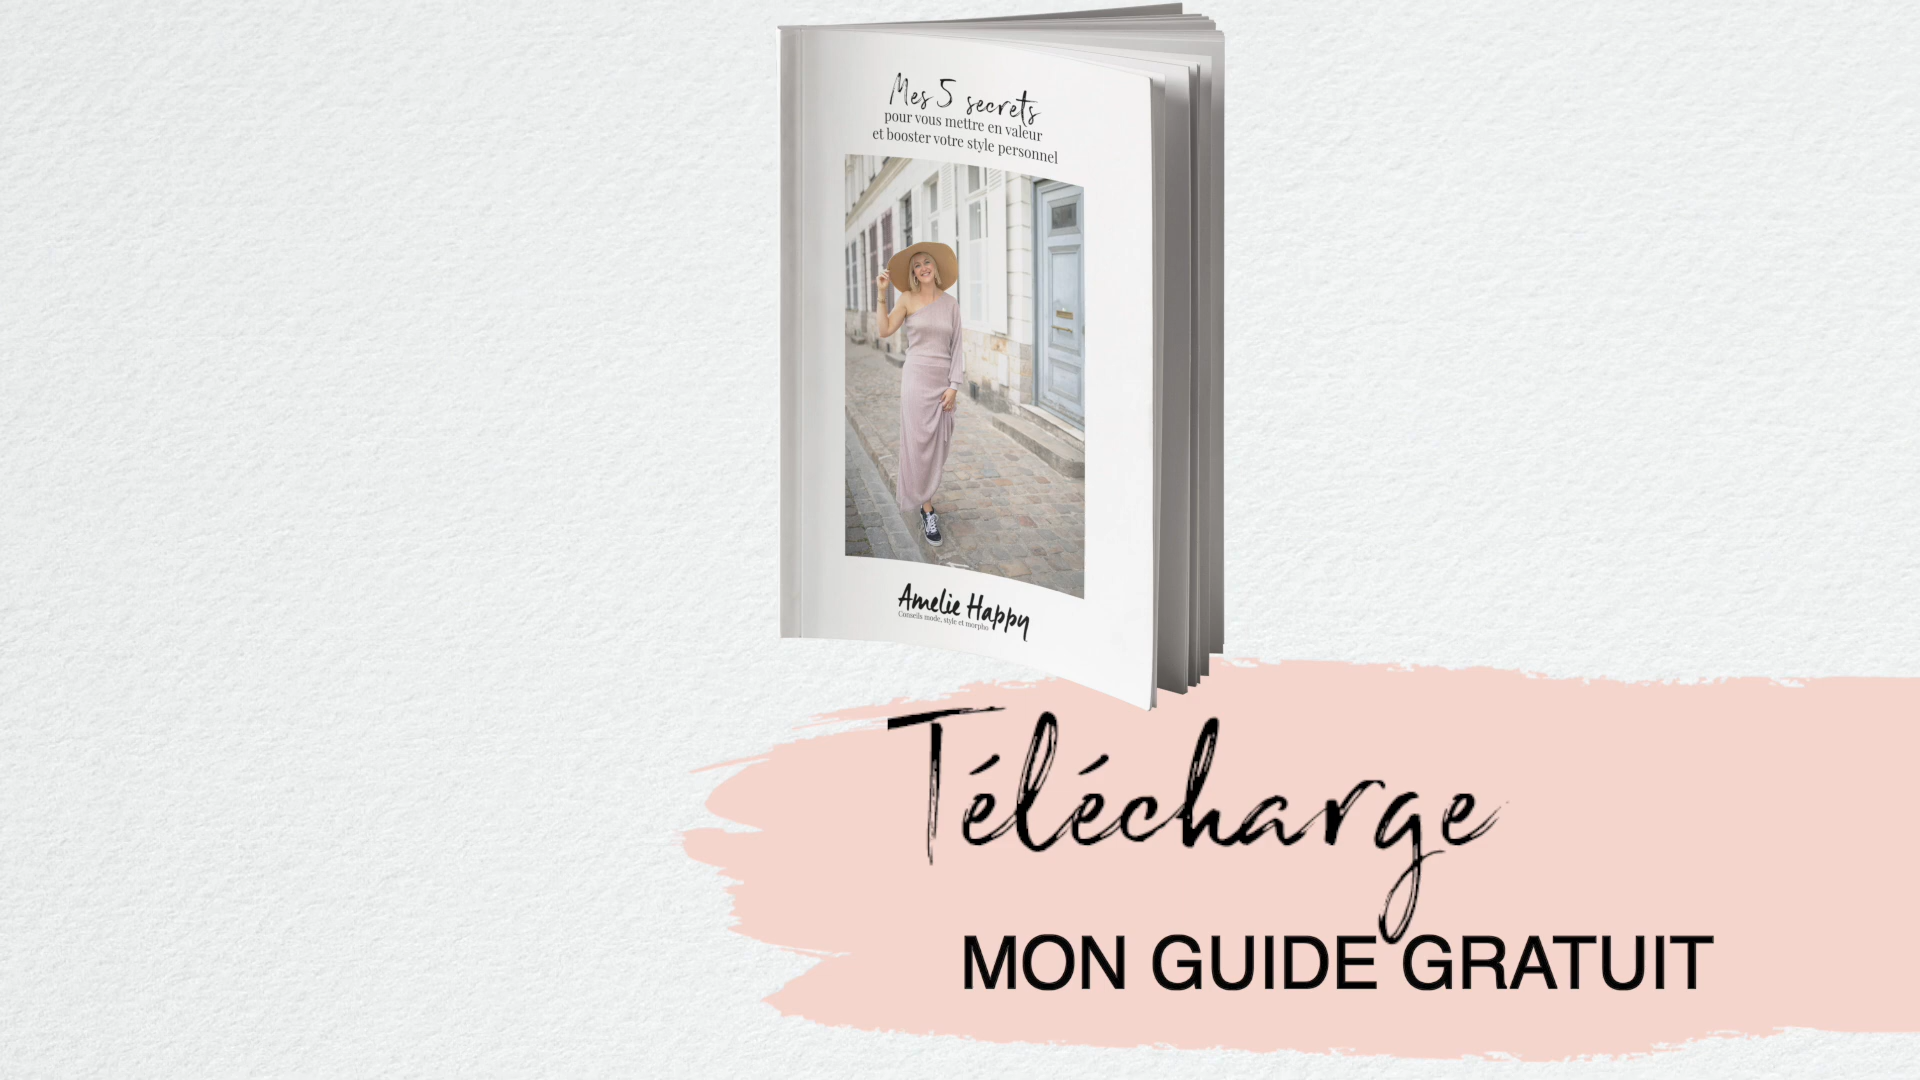 Mes 5 secrets
pour vous mettre en valeur
et booster votre style personnel
Amelie Happy
Conseils mode, style et morpho
Télécharge
MON GUIDE GRATUIT